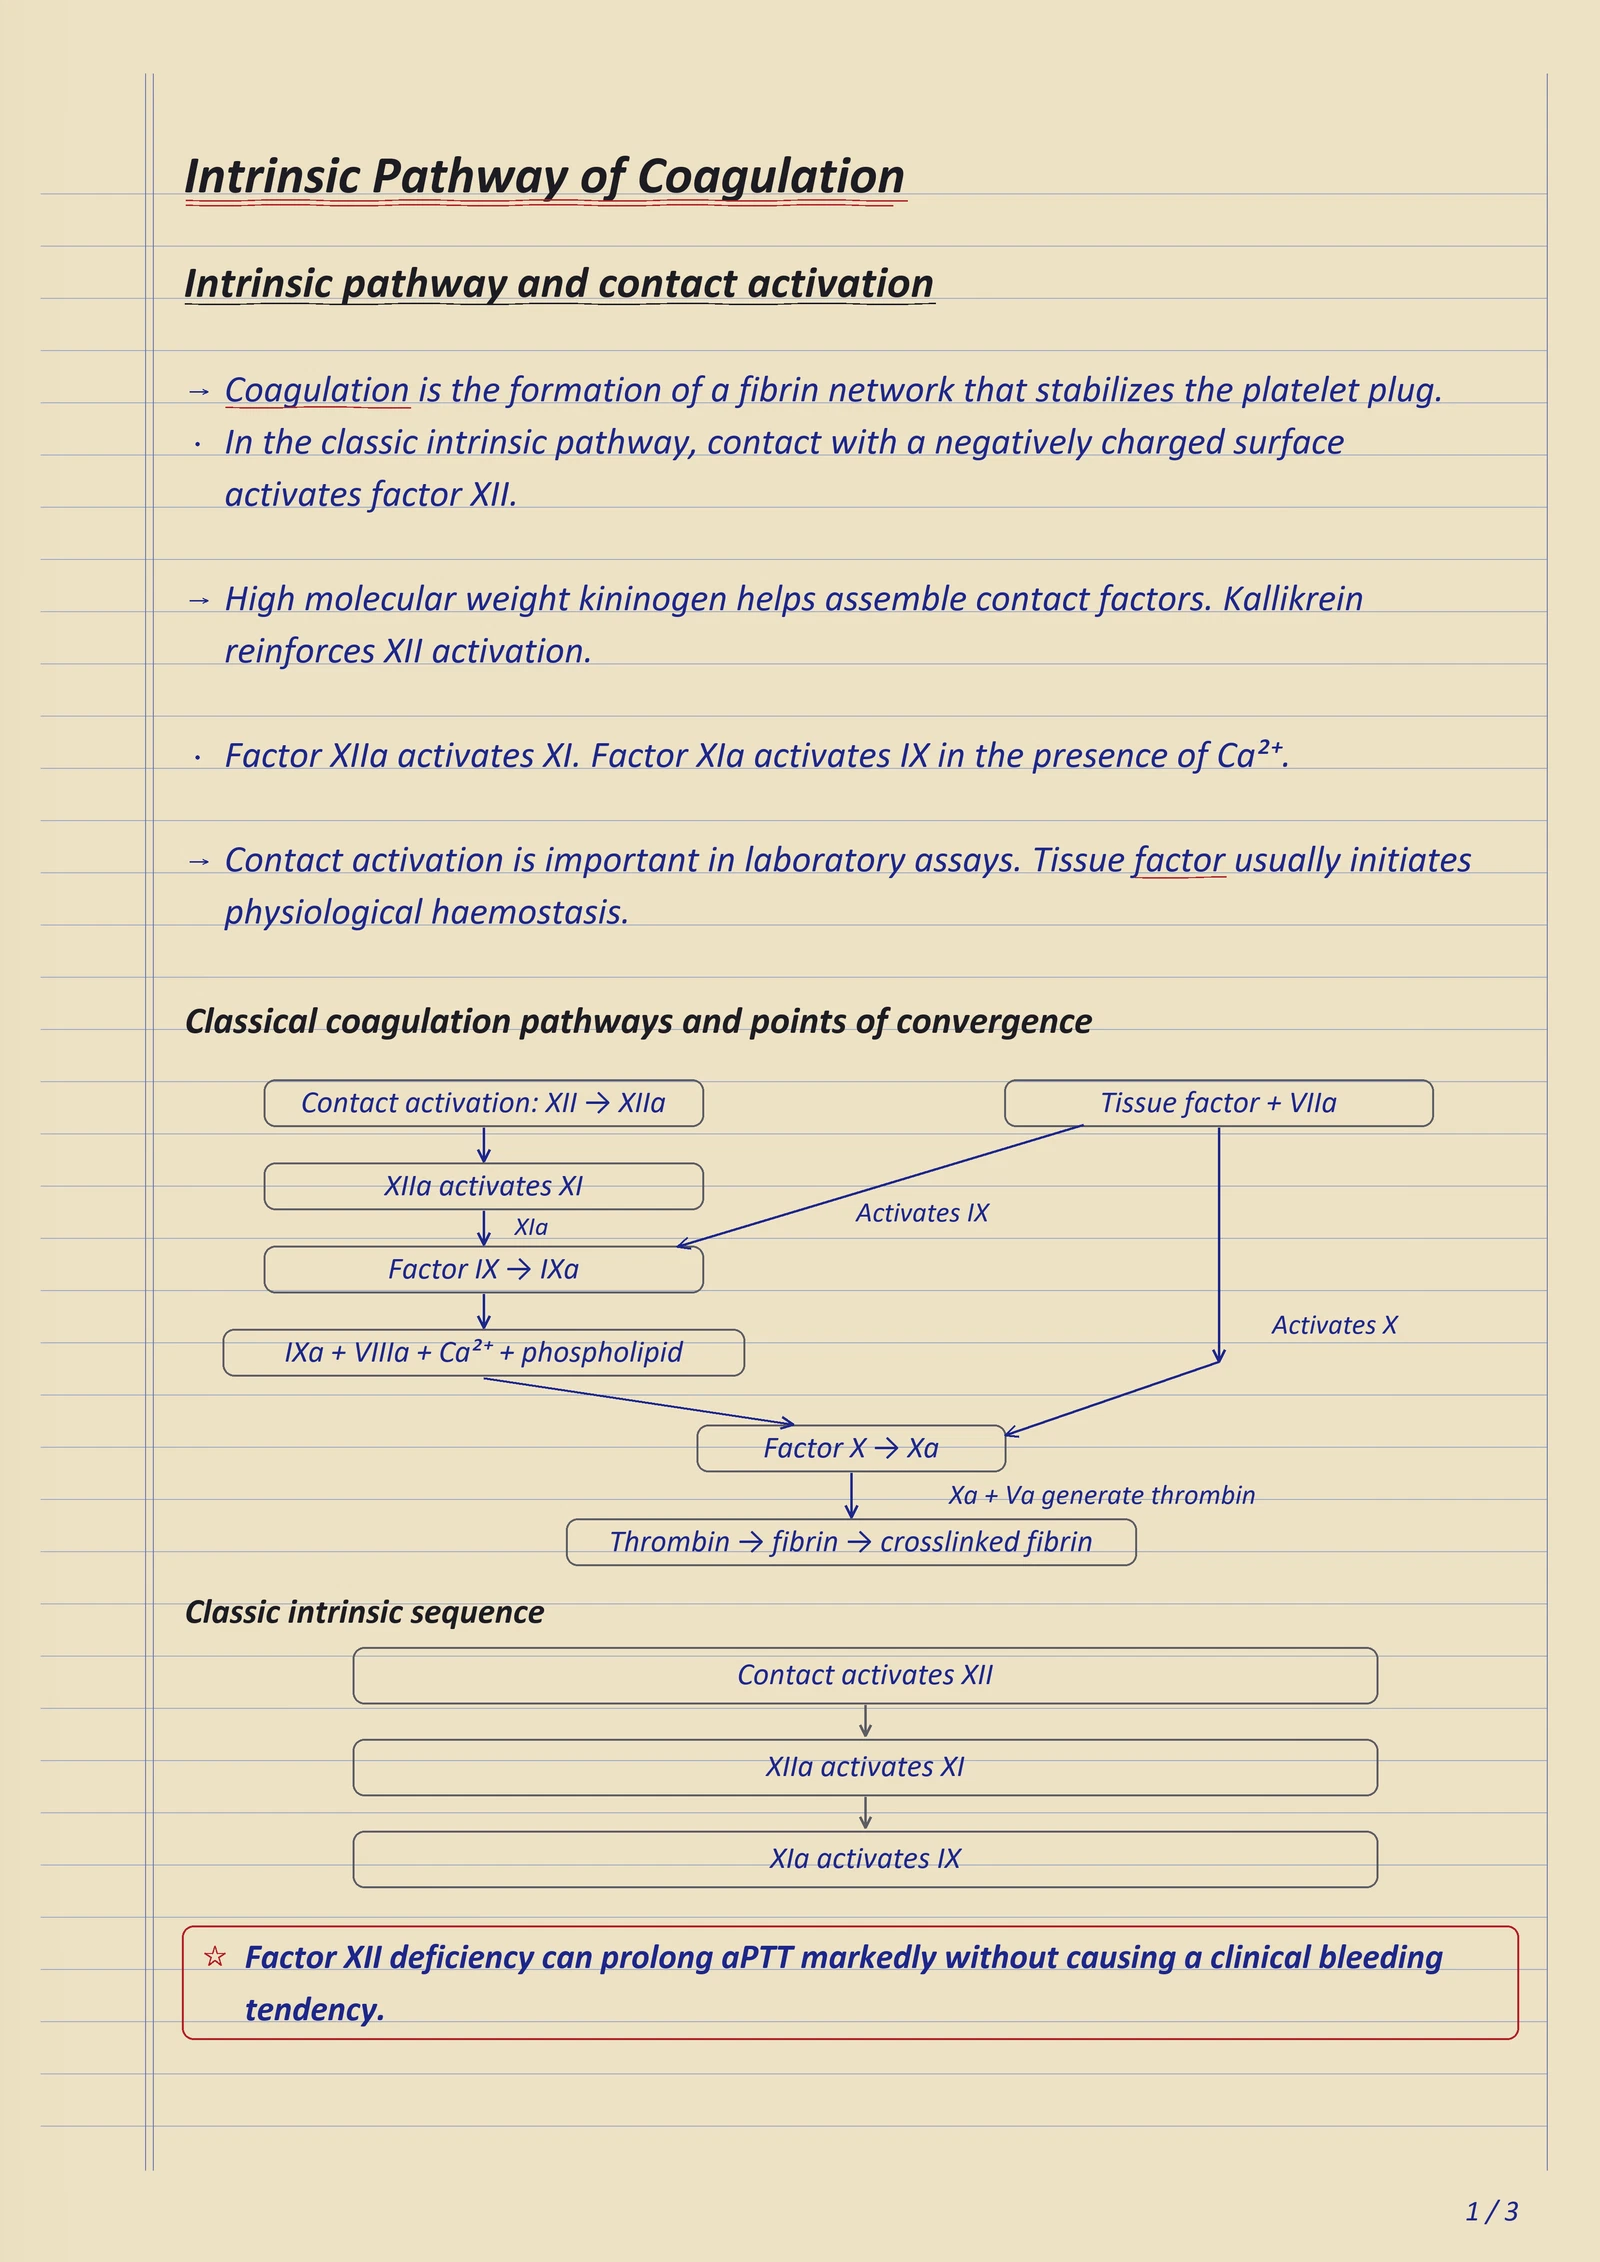 Intrinsic Pathway of Coagulation
Intrinsic pathway and contact activation
→ Coagulation is the formation of a fibrin network that stabilizes the platelet plug.
· In the classic intrinsic pathway, contact with a negatively charged surface
activates factor XII.
→ High molecular weight kininogen helps assemble contact factors. Kallikrein
reinforces XII activation.
· Factor XIIa activates XI. Factor XIa activates IX in the presence of Ca²⁺.
→ Contact activation is important in laboratory assays. Tissue factor usually initiates
physiological haemostasis.
Classical coagulation pathways and points of convergence
Contact activation: XII → XIIa
Tissue factor + VIIa
XIIa activates XI
XIa
Activates IX
Factor IX → IXa
Activates X
IXa + VIIIa + Ca²⁺ + phospholipid
Factor X → Xa
Xa + Va generate thrombin
Thrombin → fibrin → crosslinked fibrin
Classic intrinsic sequence
Contact activates XII
XIIa activates XI
XIa activates IX
☆ Factor XII deficiency can prolong aPTT markedly without causing a clinical bleeding
tendency.
1 / 3